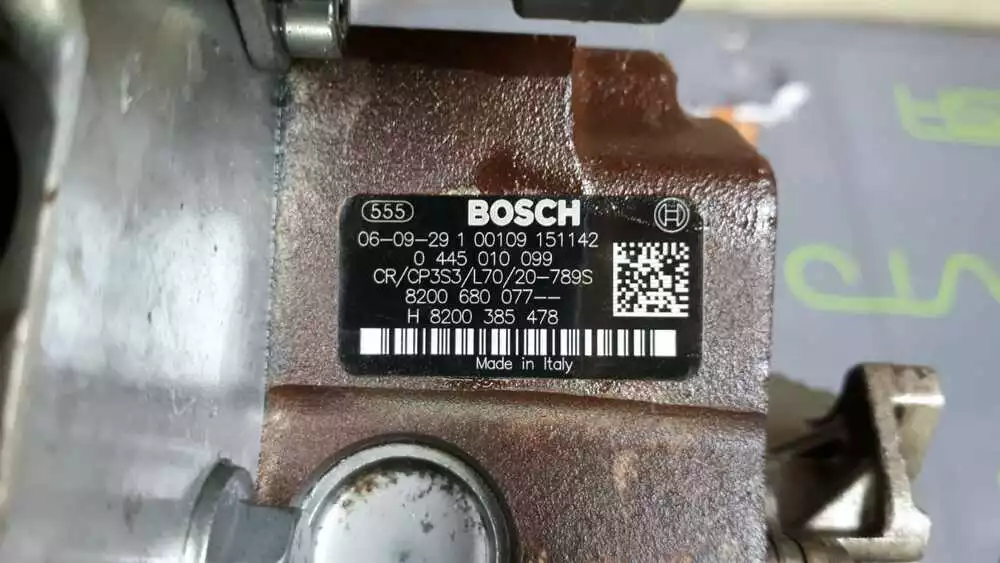 555 BOSCH H
06-09-29 1 00109 151142
0 445 010 099
CR/CP3S3/L70/20-789S
8200 680 077--
H 8200 385 478
Made in Italy